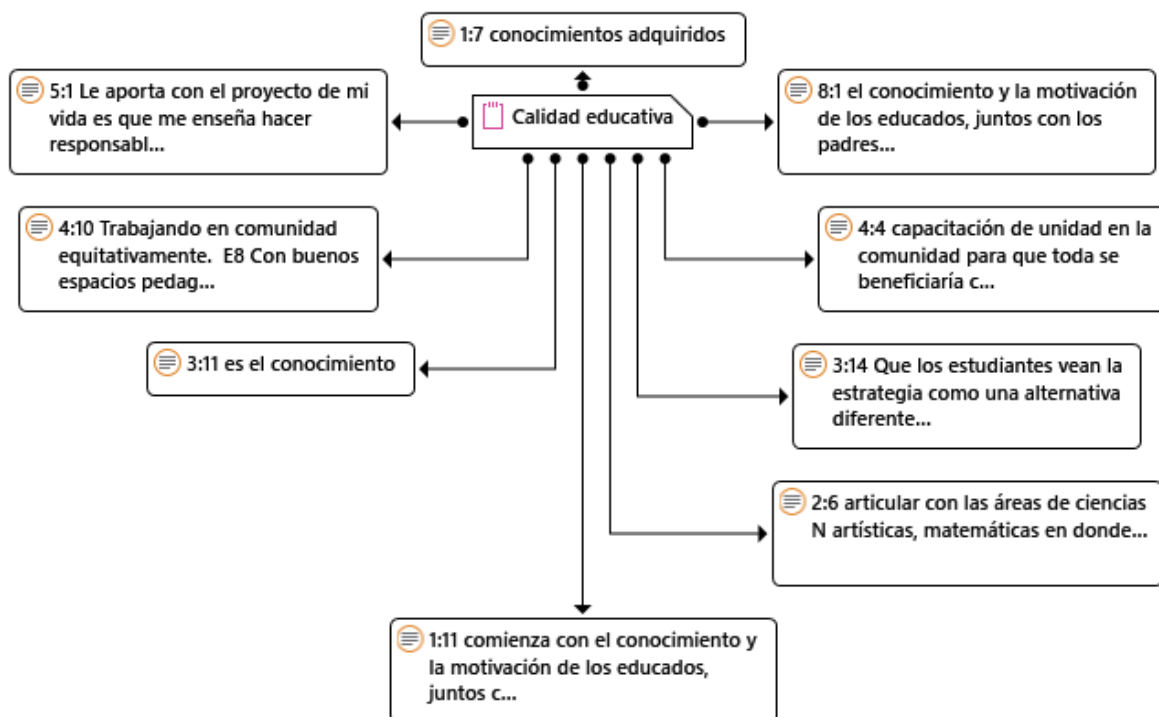 1:7 conocimientos adquiridos
5:1 Le aporta con el proyecto de mi
vida es que me enseña hacer
responsabl...
Calidad educativa
8:1 el conocimiento y la motivación
de los educados, juntos con los
padres...
4:10 Trabajando en comunidad
equitativamente. E8 Con buenos
espacios pedag...
4:4 capacitación de unidad en la
comunidad para que toda se
beneficiaría c...
3:11 es el conocimiento
3:14 Que los estudiantes vean la
estrategia como una alternativa
diferente...
2:6 articular con las áreas de ciencias
N artísticas, matemáticas en donde...
1:11 comienza con el conocimiento y
la motivación de los educados,
juntos c...